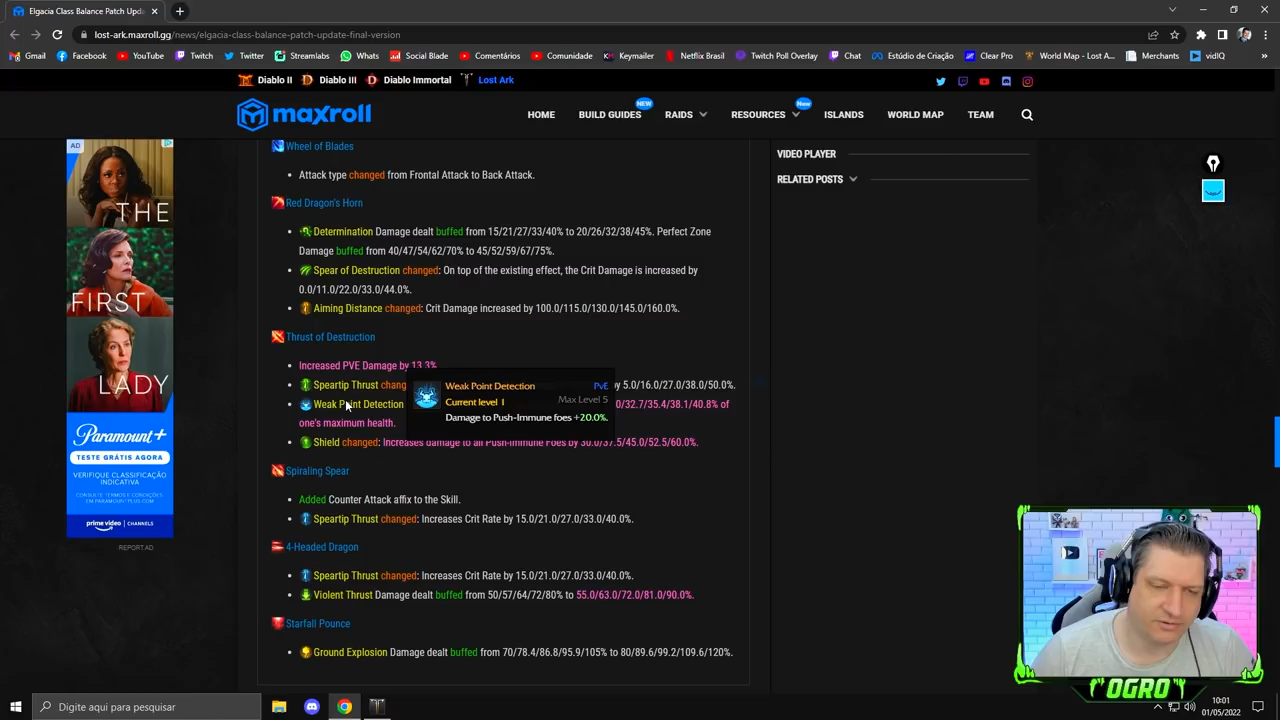 Elgacia Class Balance Patch Upda
lost-ark.maxroll.gg/news/elgacia-class-balance-patch-update-final-version
Gmail
Facebook
YouTube
Twitch
Twitter
Streamlabs
Whats
Social Blade
Comentários
Comunidade
Keymailer
Netflix Brasil
Twitch Poll Overlay
Chat
Estúdio de Criação
Clear Pro
World Map - Lost A...
Merchants
vidIQ
Diablo II
Diablo III
Diablo Immortal
Lost Ark
maxroll
HOME
BUILD GUIDES
NEW
RAIDS
RESOURCES
New
ISLANDS
WORLD MAP
TEAM
AD
THE
FIRST
LADY
Paramount+
TESTE GRÁTIS AGORA
VERIFIQUE CLASSIFICAÇÃO
INDICATIVA
prime video | CHANNELS
REPORT AD
Wheel of Blades
Attack type changed from Frontal Attack to Back Attack.
Red Dragon's Horn
Determination Damage dealt buffed from 15/21/27/33/40% to 20/26/32/38/45%. Perfect Zone
Damage buffed from 40/47/54/62/70% to 45/52/59/67/75%.
Spear of Destruction changed: On top of the existing effect, the Crit Damage is increased by
0.0/11.0/22.0/33.0/44.0%.
Aiming Distance changed: Crit Damage increased by 100.0/115.0/130.0/145.0/160.0%.
Thrust of Destruction
Increased PVE Damage by 13.3%
Speartip Thrust chang
y 5.0/16.0/27.0/38.0/50.0%.
Weak Point Detection
0/32.7/35.4/38.1/40.8% of
one's maximum health.
Shield changed: Increases damage to all Push-Immune Foes by 30.0/37.5/45.0/52.5/60.0%.
Weak Point Detection
PvE
Current level 1
Max Level 5
Damage to Push-Immune foes +20.0%.
Spiraling Spear
Added Counter Attack affix to the Skill.
Speartip Thrust changed: Increases Crit Rate by 15.0/21.0/27.0/33.0/40.0%.
4-Headed Dragon
Speartip Thrust changed: Increases Crit Rate by 15.0/21.0/27.0/33.0/40.0%.
Violent Thrust Damage dealt buffed from 50/57/64/72/80% to 55.0/63.0/72.0/81.0/90.0%.
Starfall Pounce
Ground Explosion Damage dealt buffed from 70/78.4/86.8/95.9/105% to 80/89.6/99.2/109.6/120%.
VIDEO PLAYER
RELATED POSTS
OGRO
Digite aqui para pesquisar
10:01
01/05/2022